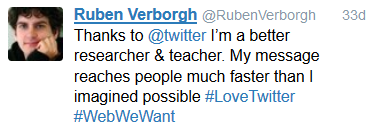 Ruben Verborgh @RubenVerborgh 33d
Thanks to @twitter I'm a better
researcher & teacher. My message
reaches people much faster than I
imagined possible #LoveTwitter
#WebWeWant